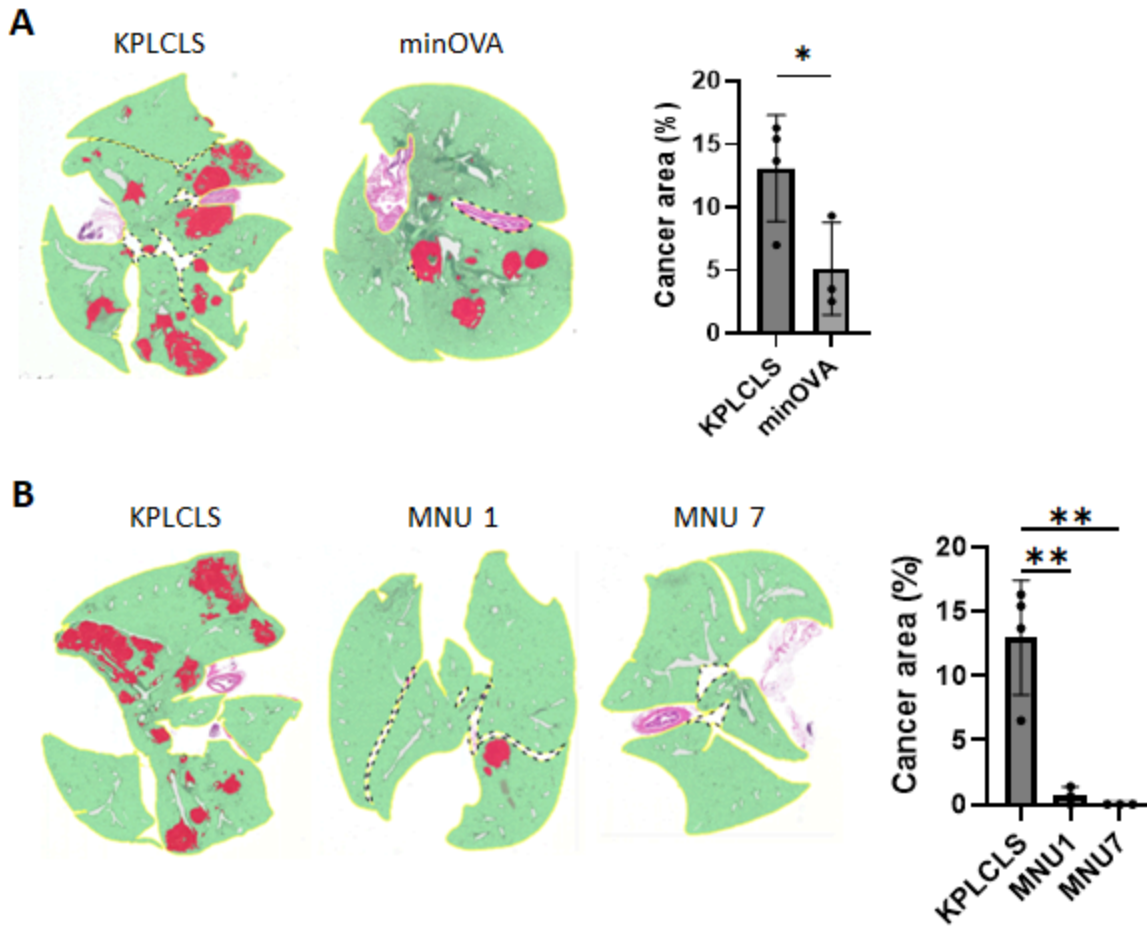 A
KPLCLS
minOVA
*
20
15
10
5
0
Cancer area (%)
KPLCLS
minOVA
B
KPLCLS
MNU 1
MNU 7
**
**
20
15
10
5
0
Cancer area (%)
KPLCLS
MNU1
MNU7